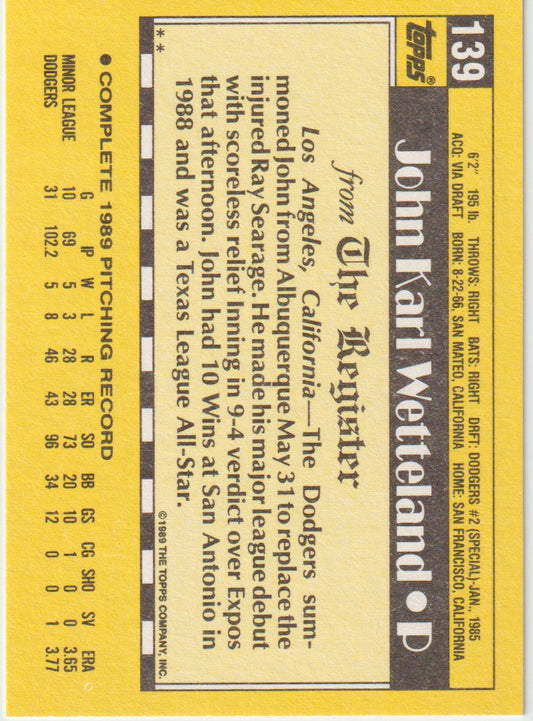 139
topps®
John Karl Wetteland • P
6'2" 195 lb. THROWS: RIGHT BATS: RIGHT DRFT: DODGERS #2 (SPECIAL)-JAN., 1985
ACQ: VIA DRAFT BORN: 8-22-66, SAN MATEO, CALIFORNIA HOME: SAN FRANCISCO, CALIFORNIA
from The Register
Los Angeles, California—The Dodgers sum-
moned John from Albuquerque May 31 to replace the
injured Ray Searage. He made his major league debut
with scoreless relief Inning in 9-4 verdict over Expos
that afternoon. John had 10 Wins at San Antonio in
1988 and was a Texas League All-Star.
* * ©1989 THE TOPPS COMPANY, INC.
● COMPLETE 1989 PITCHING RECORD
G IP W L R ER SO BB GS CG SHO SV ERA
MINOR LEAGUE 10 69 5 3 28 28 73 20 10 1 0 0 3.65
DODGERS 31 102.2 5 8 46 43 96 34 12 0 0 1 3.77